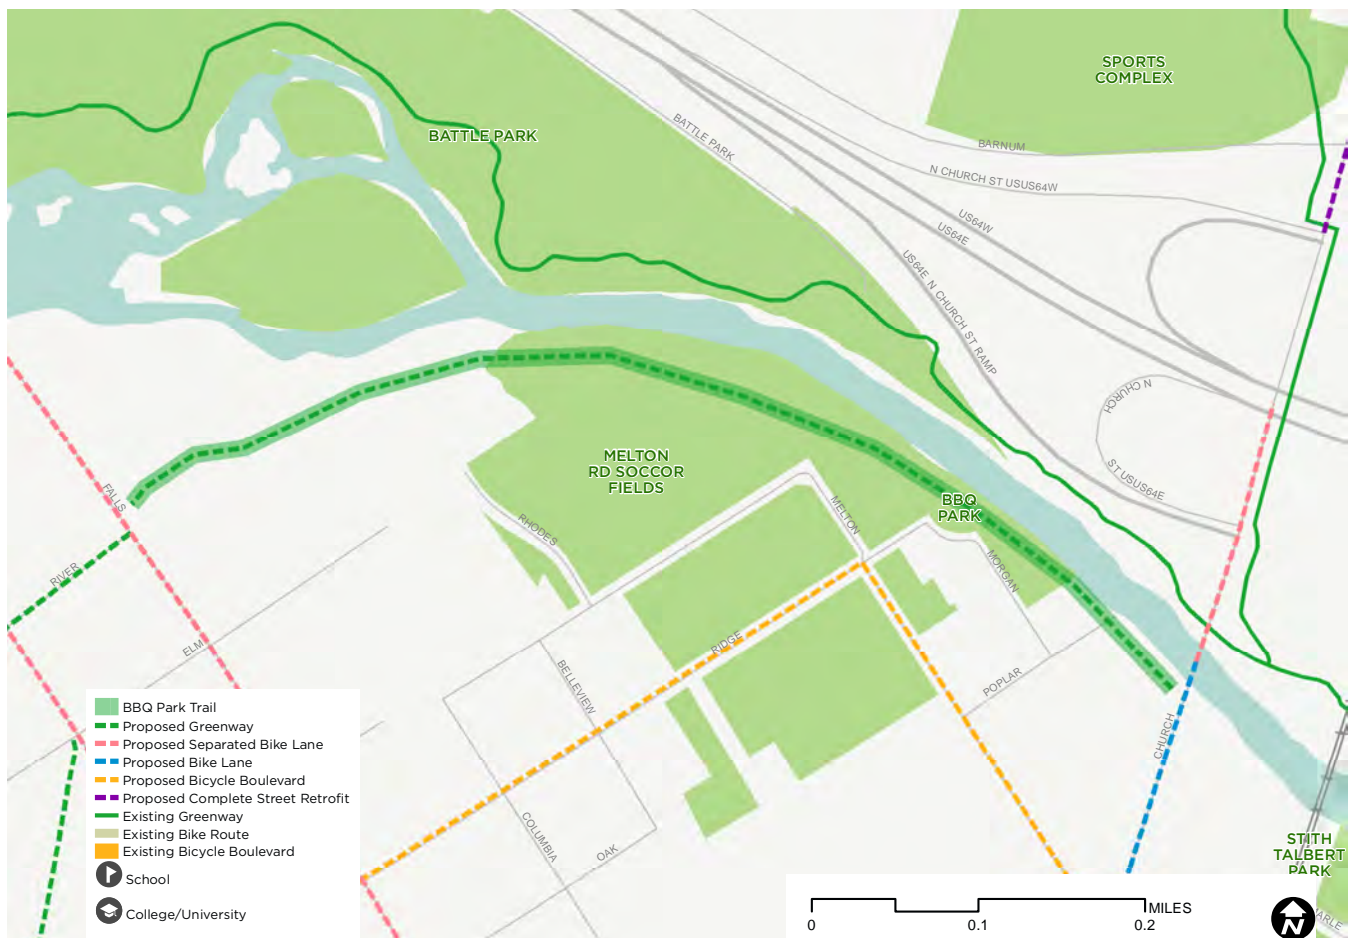 SPORTS
COMPLEX
BATTLE PARK
BATTLE PARK
BARNUM
N CHURCH ST USUS64W
US64W
US64E
US64E N CHURCH ST RAMP
N CHURCH
ST USUS64E
MELTON
RD SOCCOR
FIELDS
BBQ
PARK
FALLS
RHODES
MELTON
MORGAN
RIVER
ELM
RIDGE
BELLEVIEW
POPLAR
CHURCH
COLUMBIA
OAK
STITH
TALBERT
PARK
BBQ Park Trail
Proposed Greenway
Proposed Separated Bike Lane
Proposed Bike Lane
Proposed Bicycle Boulevard
Proposed Complete Street Retrofit
Existing Greenway
Existing Bike Route
Existing Bicycle Boulevard
School
College/University
MILES
0 0.1 0.2
N